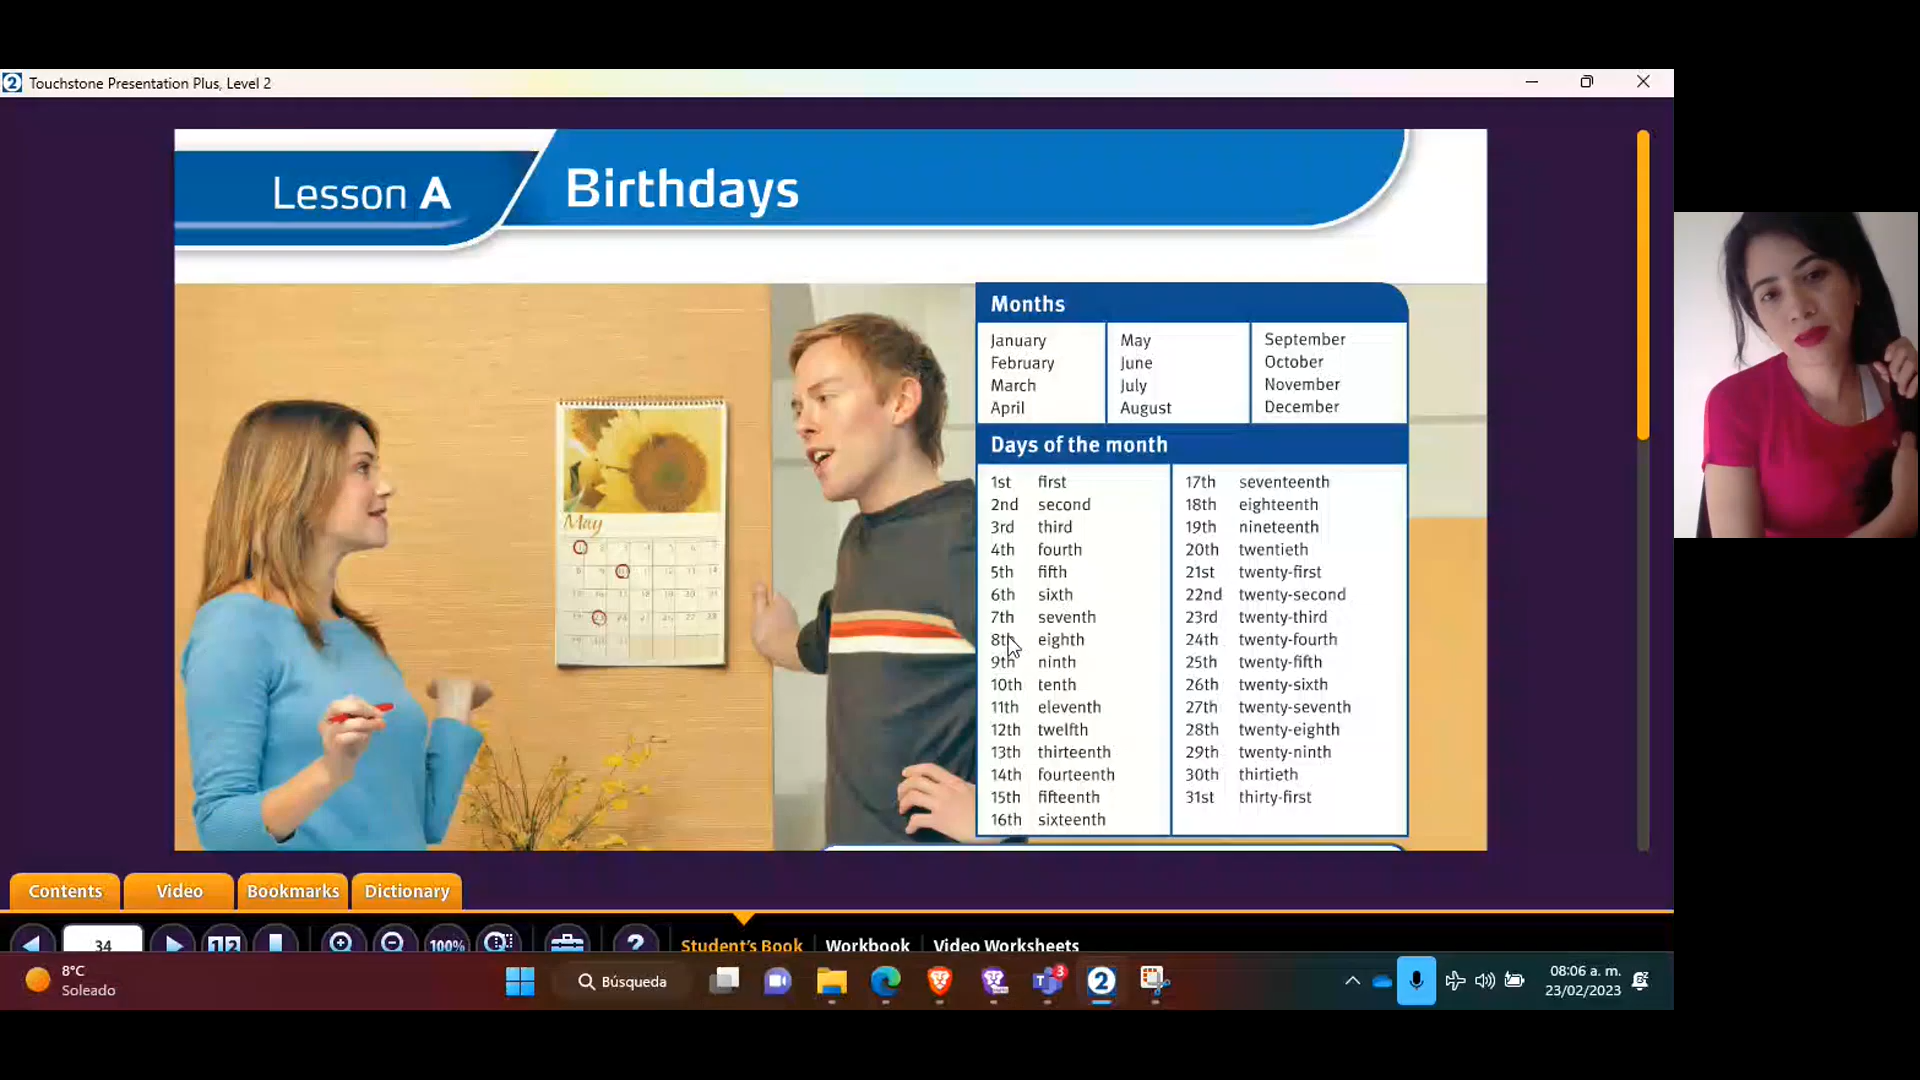 Touchstone Presentation Plus, Level 2
Lesson A
Birthdays
Months
January
February
March
April
May
June
July
August
September
October
November
December
Days of the month
1st first
2nd second
3rd third
4th fourth
5th fifth
6th sixth
7th seventh
8th eighth
9th ninth
10th tenth
11th eleventh
12th twelfth
13th thirteenth
14th fourteenth
15th fifteenth
16th sixteenth
17th seventeenth
18th eighteenth
19th nineteenth
20th twentieth
21st twenty-first
22nd twenty-second
23rd twenty-third
24th twenty-fourth
25th twenty-fifth
26th twenty-sixth
27th twenty-seventh
28th twenty-eighth
29th twenty-ninth
30th thirtieth
31st thirty-first
May
Contents Video Bookmarks Dictionary
34 12 100% ? Student's Book Workbook Video Worksheets
8°C
Soleado
Búsqueda
3
2
08:06 a. m.
23/02/2023